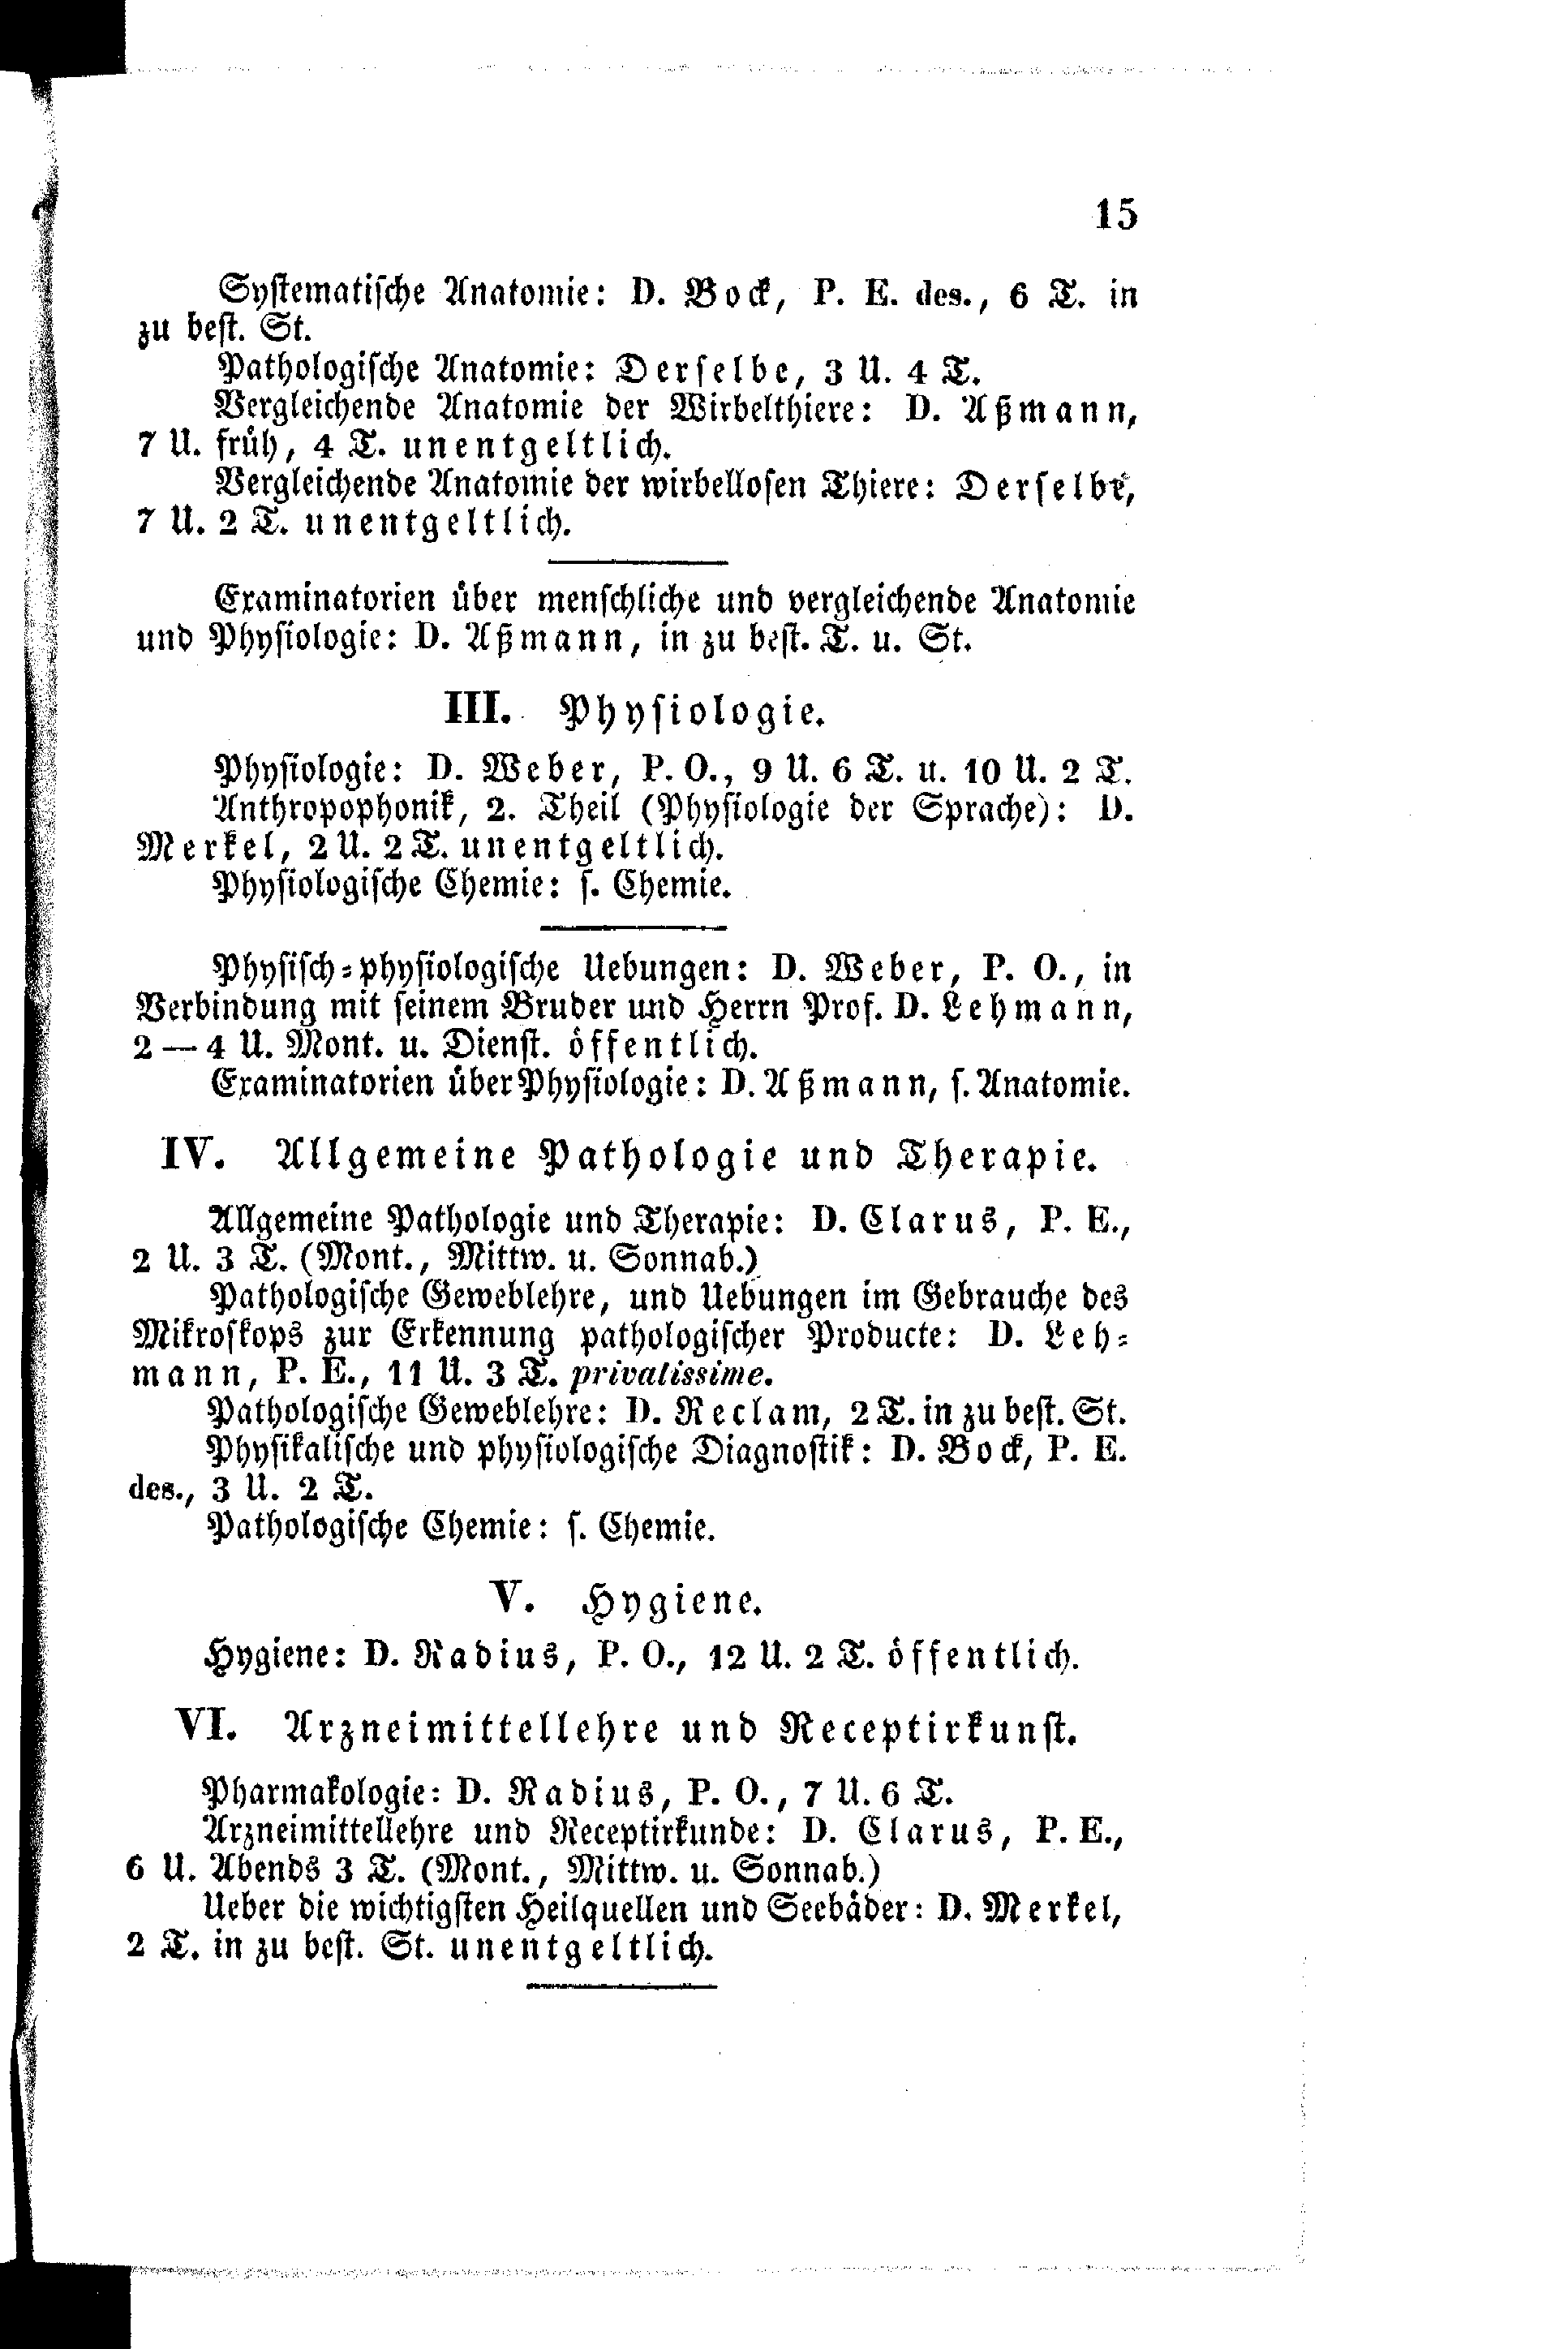 15
Systematische Anatomie: D. Bock, P. E. des., 6 T. in
zu best. St.
Pathologische Anatomie: Derselbe, 3 U. 4 T.
Vergleichende Anatomie der Wirbelthiere: D. Aßmann,
7 U. früh, 4 T. unentgeltlich.
Vergleichende Anatomie der wirbellosen Thiere: Derselbe,
7 U. 2 T. unentgeltlich.
Examinatorien über menschliche und vergleichende Anatomie
und Physiologie: D. Aßmann, in zu best. T. u. St.
III. Physiologie.
Physiologie: D. Weber, P. O., 9 U. 6 T. u. 10 U. 2 T.
Anthropophonik, 2. Theil (Physiologie der Sprache): D.
Merkel, 2 U. 2 T. unentgeltlich.
Physiologische Chemie: s. Chemie.
Physisch-physiologische Uebungen: D. Weber, P. O., in
Verbindung mit seinem Bruder und Herrn Prof. D. Lehmann,
2 — 4 U. Mont. u. Dienst. öffentlich.
Examinatorien über Physiologie: D. Aßmann, s. Anatomie.
IV. Allgemeine Pathologie und Therapie.
Allgemeine Pathologie und Therapie: D. Clarus, P. E.,
2 U. 3 T. (Mont., Mittw. u. Sonnab.)
Pathologische Geweblehre, und Uebungen im Gebrauche des
Mikroskops zur Erkennung pathologischer Producte: D. Leh-
mann, P. E., 11 U. 3 T. privatissime.
Pathologische Geweblehre: D. Reclam, 2 T. in zu best. St.
Physikalische und physiologische Diagnostik: D. Bock, P. E.
des., 3 U. 2 T.
Pathologische Chemie: s. Chemie.
V. Hygiene.
Hygiene: D. Radius, P. O., 12 U. 2 T. öffentlich.
VI. Arzneimittellehre und Receptirkunst.
Pharmakologie: D. Radius, P. O., 7 U. 6 T.
Arzneimittellehre und Receptirkunde: D. Clarus, P. E.,
6 U. Abends 3 T. (Mont., Mittw. u. Sonnab.)
Ueber die wichtigsten Heilquellen und Seebäder: D. Merkel,
2 T. in zu best. St. unentgeltlich.